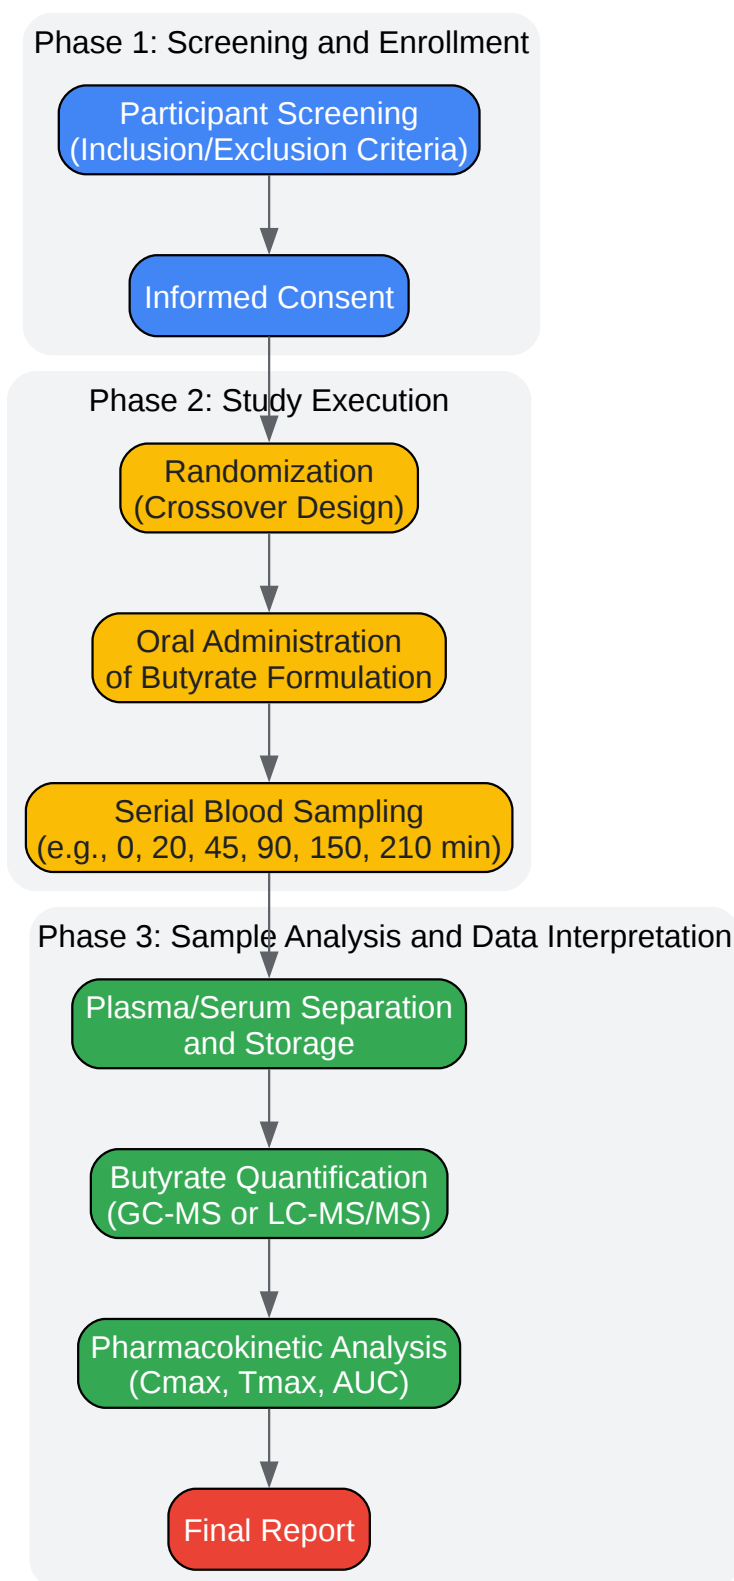 Phase 1: Screening and Enrollment
Participant Screening
(Inclusion/Exclusion Criteria)
Informed Consent
Phase 2: Study Execution
Randomization
(Crossover Design)
Oral Administration
of Butyrate Formulation
Serial Blood Sampling
(e.g., 0, 20, 45, 90, 150, 210 min)
Phase 3: Sample Analysis and Data Interpretation
Plasma/Serum Separation
and Storage
Butyrate Quantification
(GC-MS or LC-MS/MS)
Pharmacokinetic Analysis
(Cmax, Tmax, AUC)
Final Report